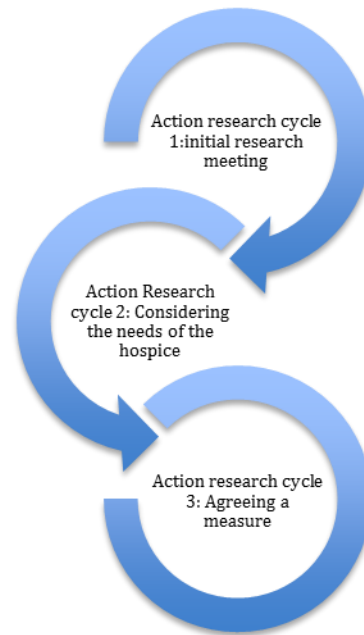 Action research cycle
1:initial research
meeting
Action Research
cycle 2: Considering
the needs of the
hospice
Action research cycle
3: Agreeing a
measure